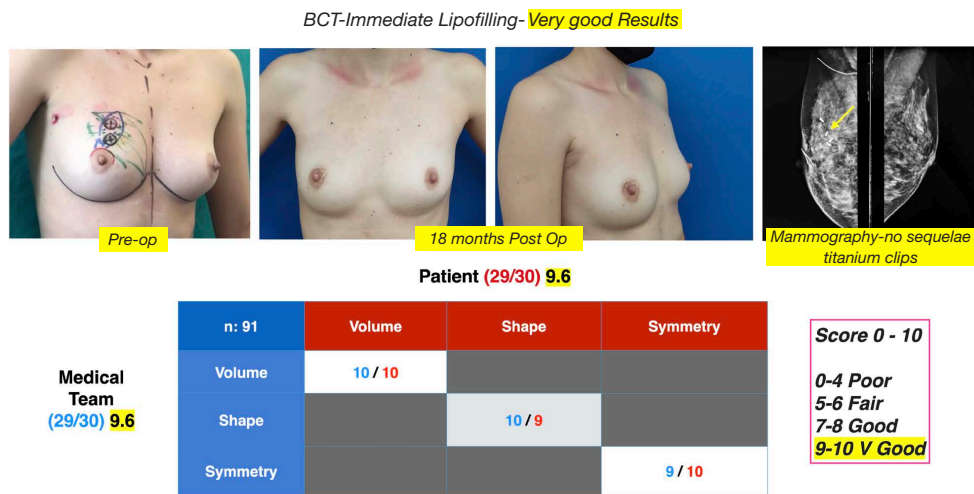 BCT-Immediate Lipofilling- Very good Results
Pre-op
18 months Post Op
Mammography-no sequelae
titanium clips
Patient (29/30) 9.6
n: 91 Volume Shape Symmetry
Volume 10 / 10
Shape 10 / 9
Symmetry 9 / 10
Medical
Team
(29/30) 9.6
Score 0 - 10
0-4 Poor
5-6 Fair
7-8 Good
9-10 V Good